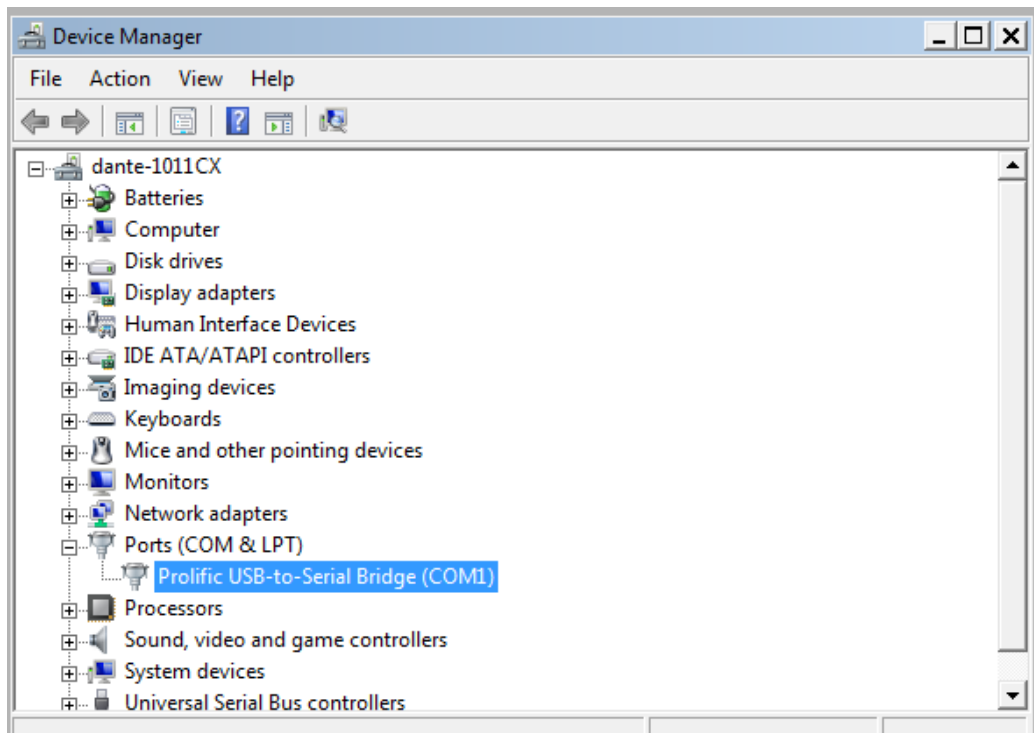 Device Manager
File Action View Help
dante-1011CX
Batteries
Computer
Disk drives
Display adapters
Human Interface Devices
IDE ATA/ATAPI controllers
Imaging devices
Keyboards
Mice and other pointing devices
Monitors
Network adapters
Ports (COM & LPT)
Prolific USB-to-Serial Bridge (COM1)
Processors
Sound, video and game controllers
System devices
Universal Serial Bus controllers